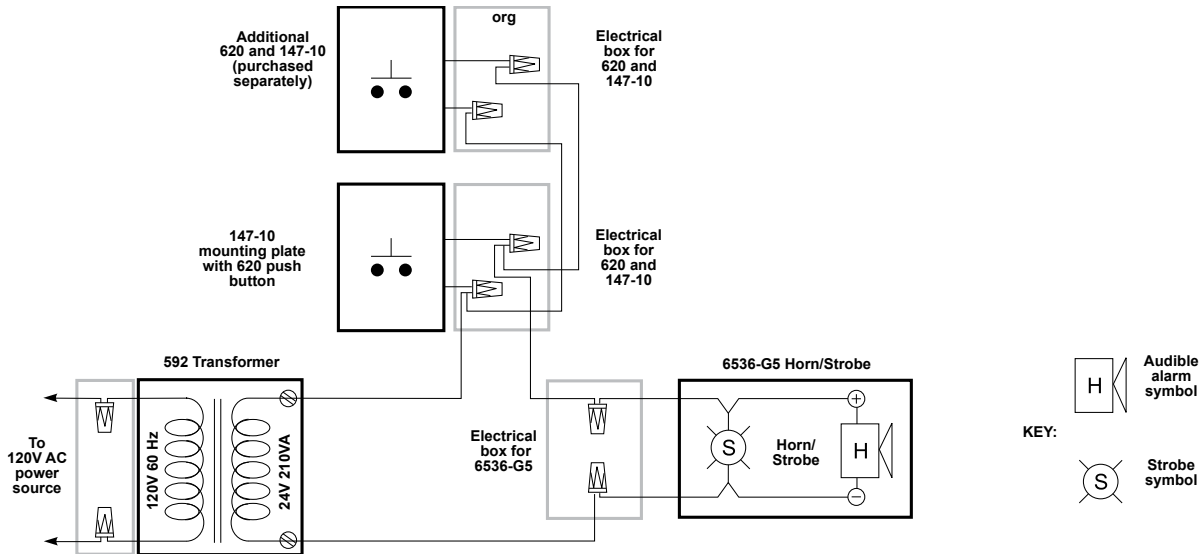 Additional
620 and 147-10
(purchased
separately)
org
Electrical
box for
620 and
147-10
147-10
mounting plate
with 620 push
button
Electrical
box for
620 and
147-10
592 Transformer
To
120V AC
power
source
120V 60 Hz
24V 210VA
Electrical
box for
6536-G5
6536-G5 Horn/Strobe
S
Horn/
Strobe
+
H
−
KEY:
H
Audible
alarm
symbol
S
Strobe
symbol